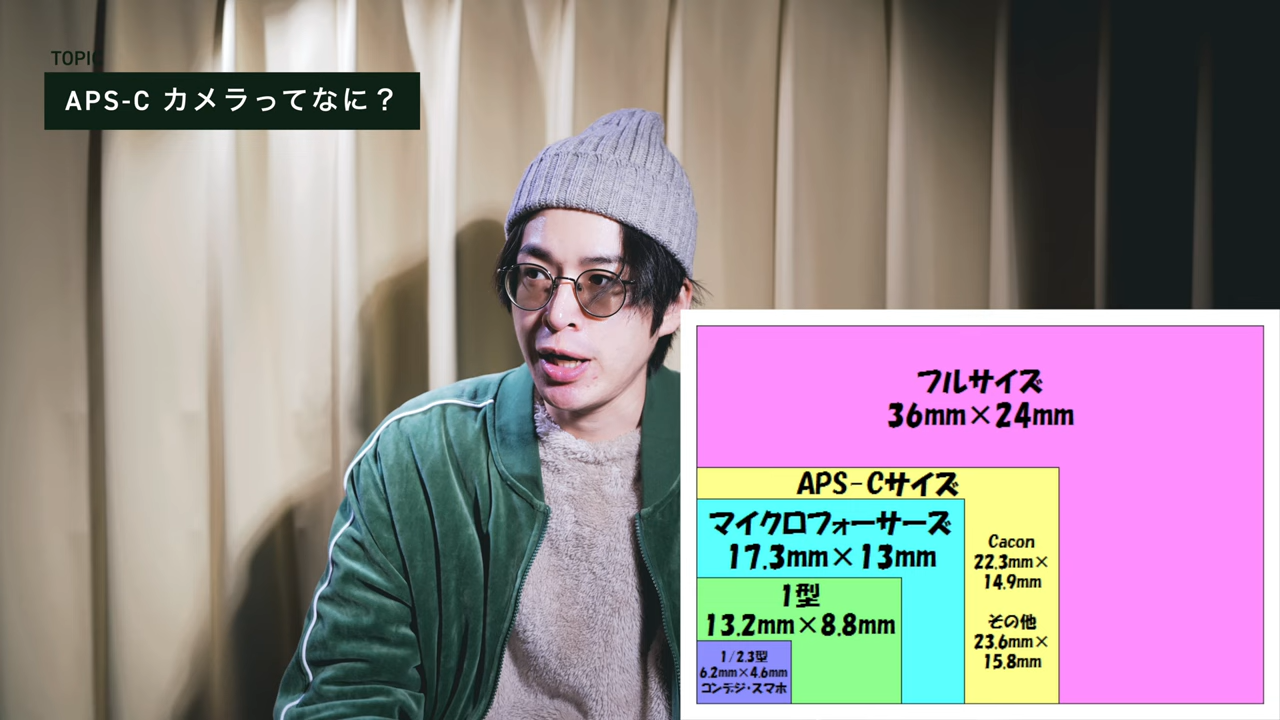 TOPIC
APS-C カメラってなに？
フルサイズ
36mm×24mm
APS-Cサイズ
マイクロフォーサーズ
17.3mm×13mm
Cacon
22.3mm×
14.9mm
その他
23.6mm×
15.8mm
1型
13.2mm×8.8mm
1/2.3型
6.2mm×4.6mm
コンデジ・スマホ